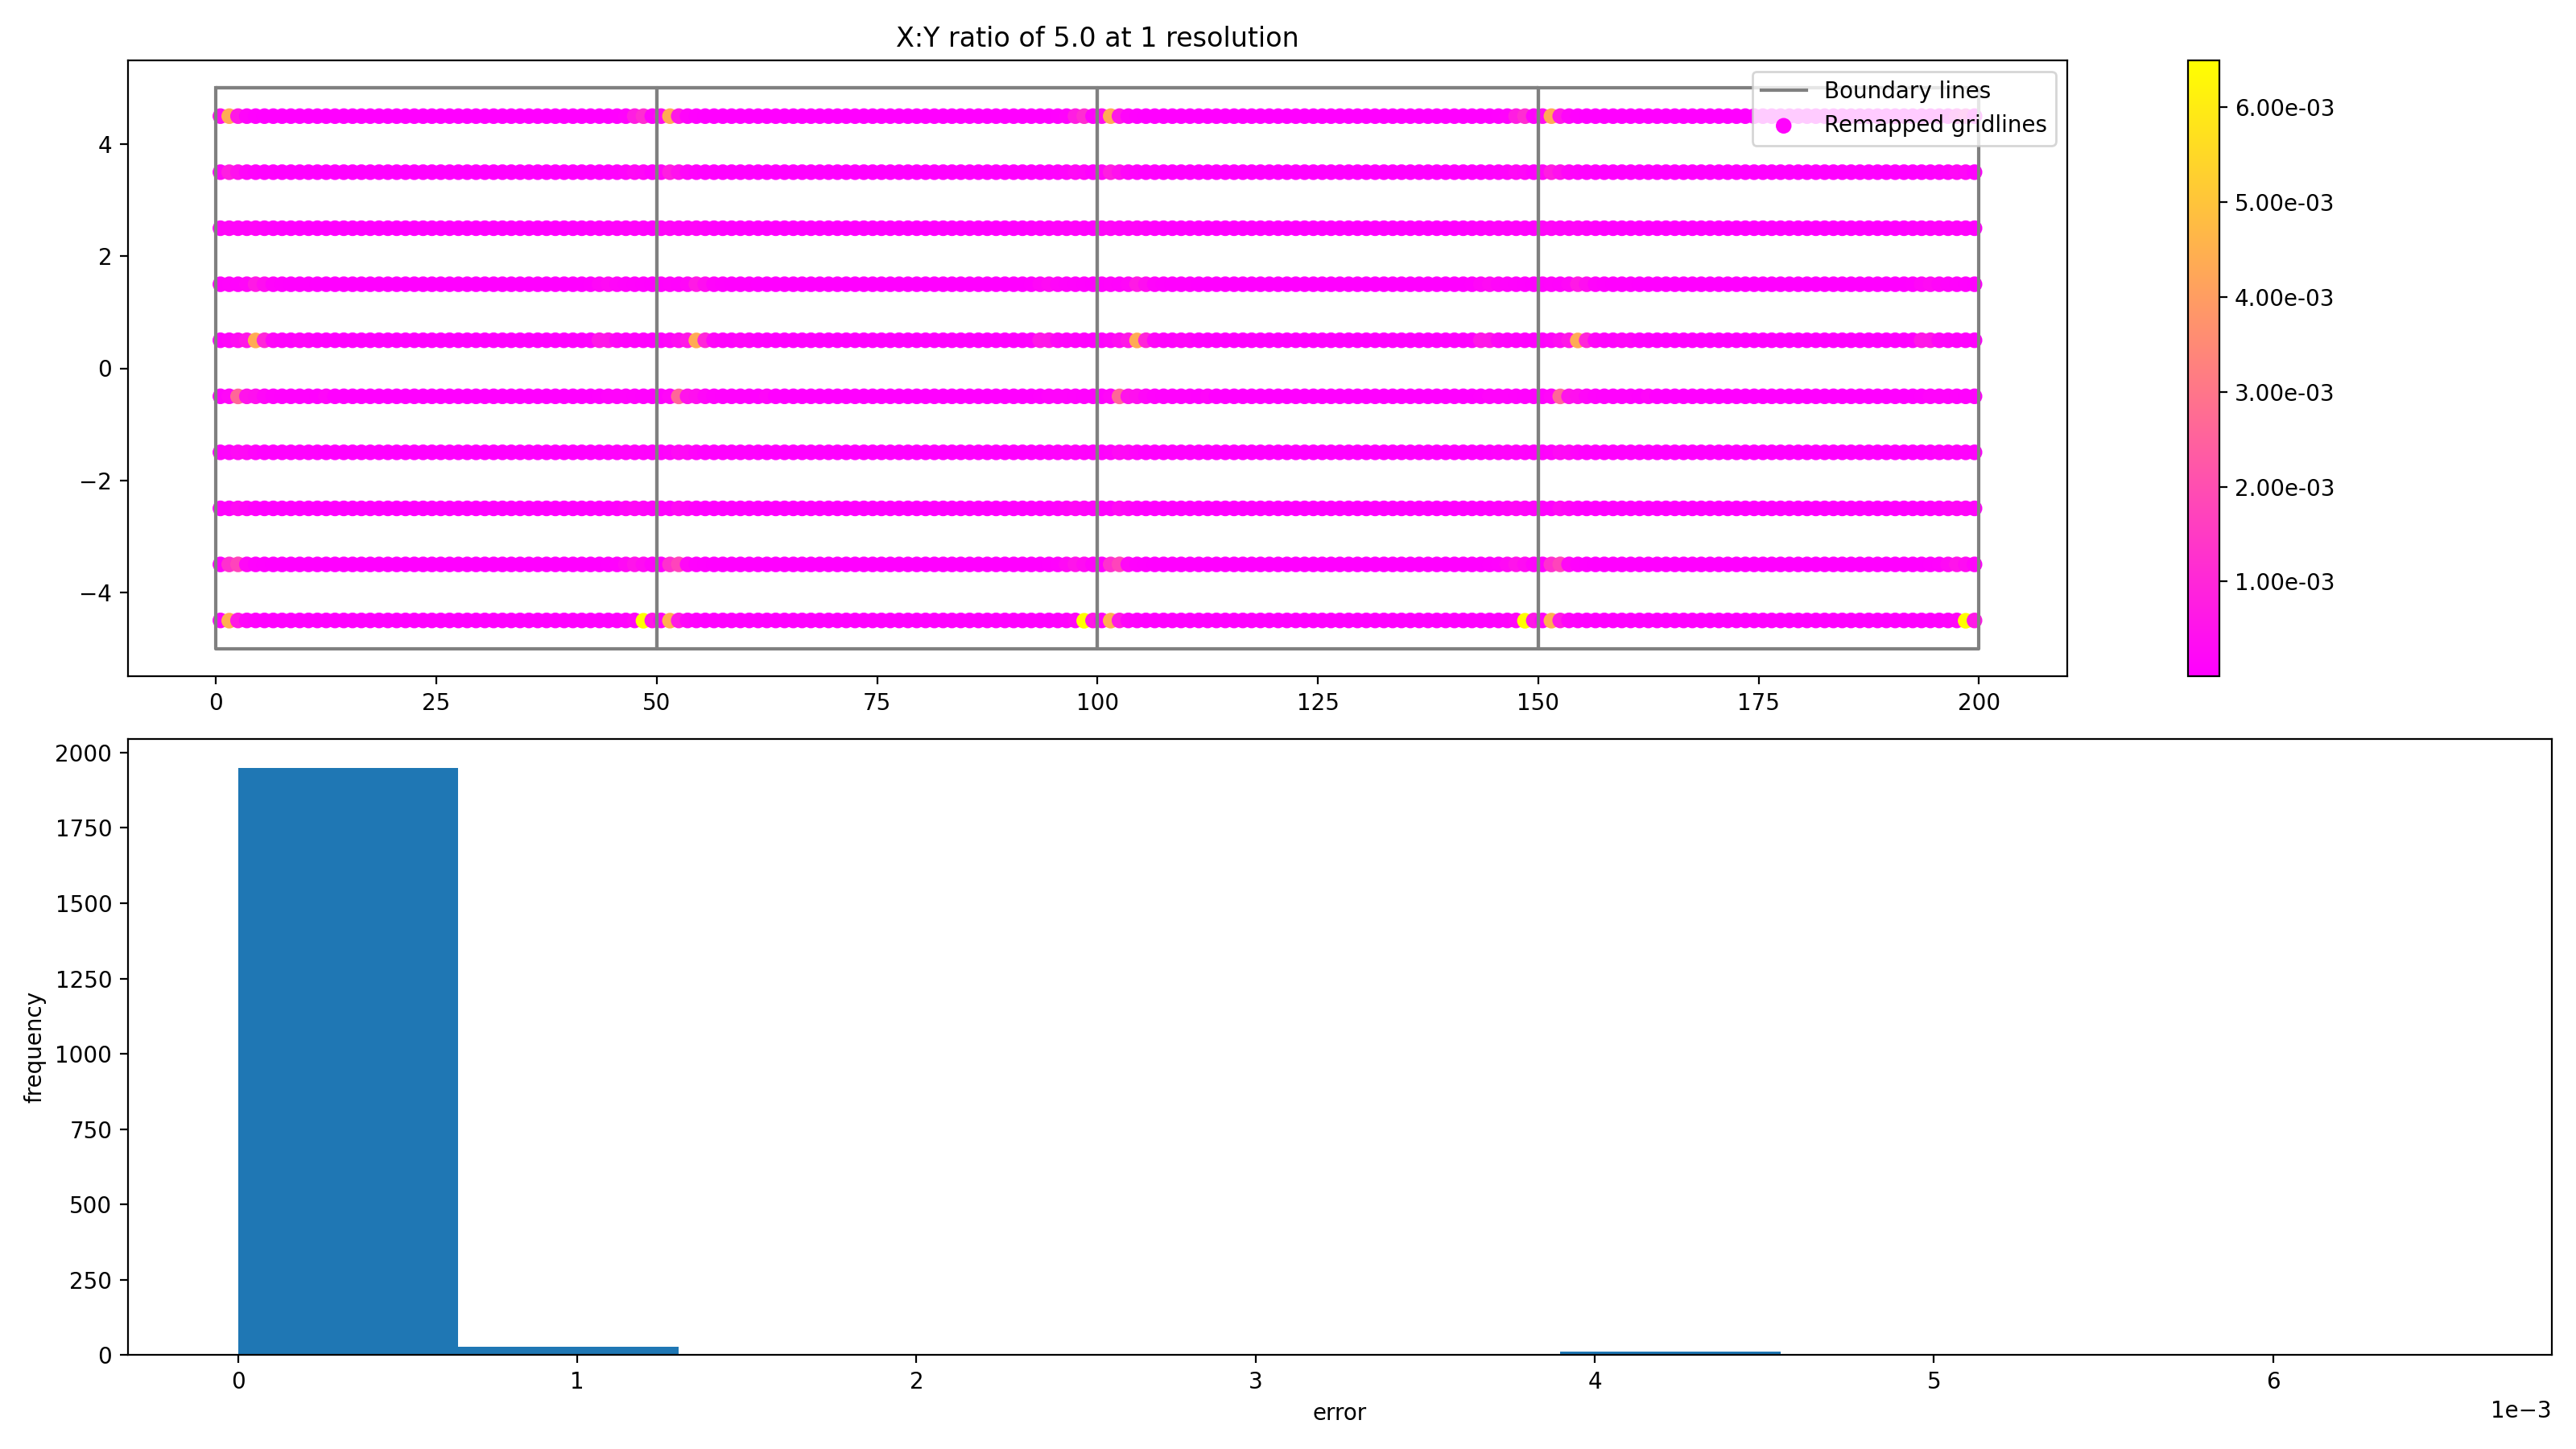 X:Y ratio of 5.0 at 1 resolution
Boundary lines
Remapped gridlines
4
2
0
−2
−4
0 25 50 75 100 125 150 175 200
6.00e-03
5.00e-03
4.00e-03
3.00e-03
2.00e-03
1.00e-03
2000
1750
1500
1250
1000
750
500
250
0
frequency
0 1 2 3 4 5 6
error
1e−3